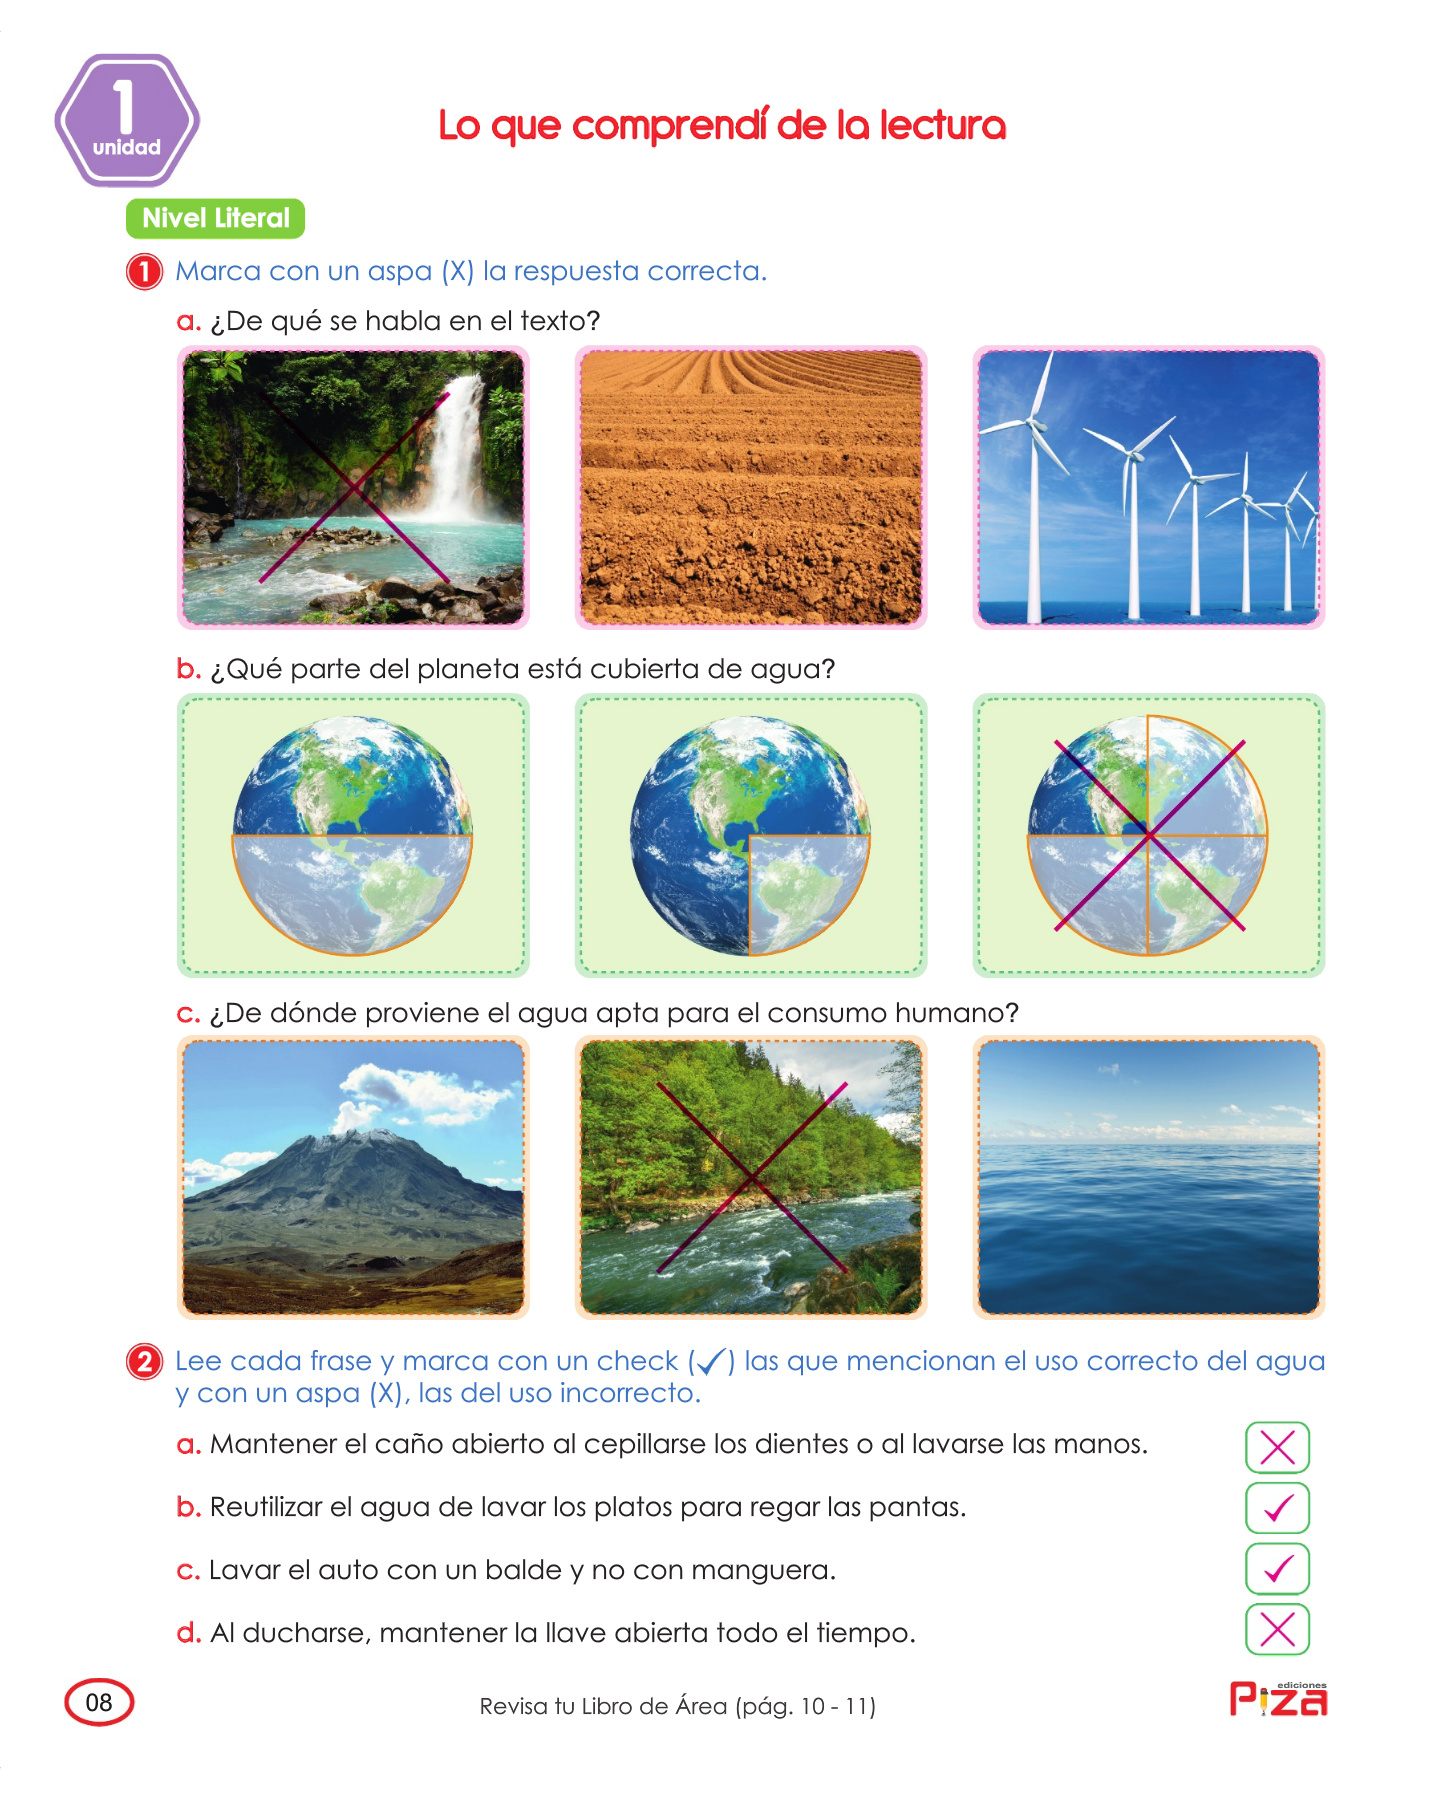 1
unidad
Lo que comprendí de la lectura
Nivel Literal
1 Marca con un aspa (X) la respuesta correcta.
a. ¿De qué se habla en el texto?
b. ¿Qué parte del planeta está cubierta de agua?
c. ¿De dónde proviene el agua apta para el consumo humano?
2 Lee cada frase y marca con un check (✓) las que mencionan el uso correcto del agua
y con un aspa (X), las del uso incorrecto.
a. Mantener el caño abierto al cepillarse los dientes o al lavarse las manos.
b. Reutilizar el agua de lavar los platos para regar las pantas.
c. Lavar el auto con un balde y no con manguera.
d. Al ducharse, mantener la llave abierta todo el tiempo.
08
Revisa tu Libro de Área (pág. 10 - 11)
ediciones
Piza